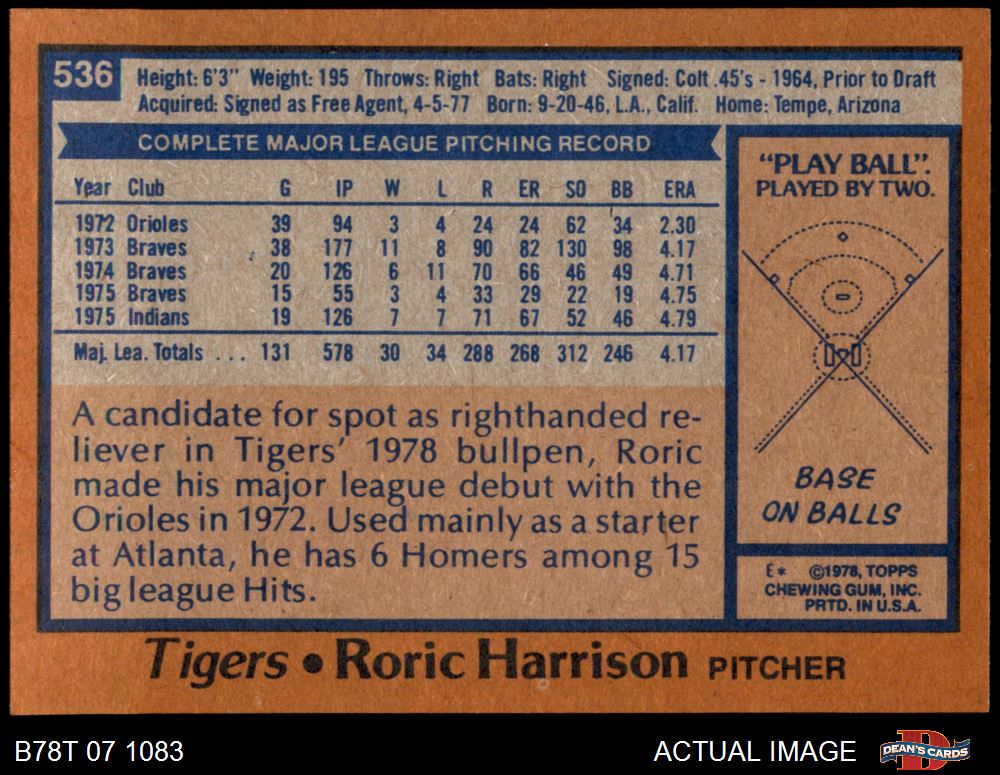 536
Height: 6'3" Weight: 195 Throws: Right Bats: Right Signed: Colt .45's - 1964, Prior to Draft
Acquired: Signed as Free Agent, 4-5-77 Born: 9-20-46, L.A., Calif. Home: Tempe, Arizona
COMPLETE MAJOR LEAGUE PITCHING RECORD
Year Club G IP W L R ER SO BB ERA
1972 Orioles 39 94 3 4 24 24 62 34 2.30
1973 Braves 38 177 11 8 90 82 130 98 4.17
1974 Braves 20 126 6 11 70 66 46 49 4.71
1975 Braves 15 55 3 4 33 29 22 19 4.75
1975 Indians 19 126 7 7 71 67 52 46 4.79
Maj. Lea. Totals ... 131 578 30 34 288 268 312 246 4.17
A candidate for spot as righthanded re-
liever in Tigers' 1978 bullpen, Roric
made his major league debut with the
Orioles in 1972. Used mainly as a starter
at Atlanta, he has 6 Homers among 15
big league Hits.
"PLAY BALL".
PLAYED BY TWO.
BASE
ON BALLS
E* ©1978, TOPPS
CHEWING GUM, INC.
PRTD. IN U.S.A.
Tigers • Roric Harrison PITCHER
B78T 07 1083 ACTUAL IMAGE
D
DEAN'S CARDS